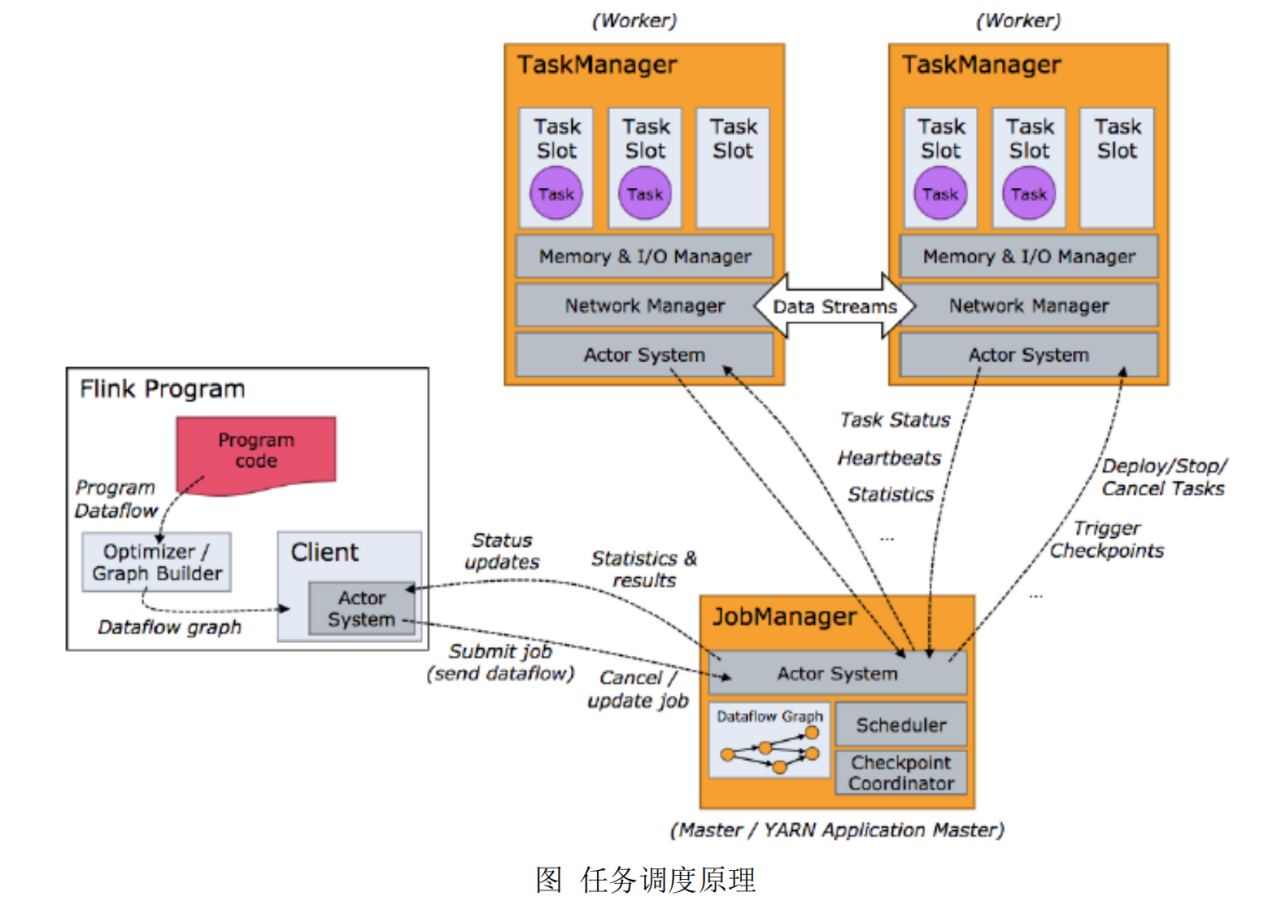 (Worker)
(Worker)
TaskManager
Task
Slot
Task
Task
Slot
Task
Task
Slot
Memory & I/O Manager
Network Manager
Actor System
Data Streams
TaskManager
Task
Slot
Task
Task
Slot
Task
Task
Slot
Memory & I/O Manager
Network Manager
Actor System
Flink Program
Program
code
Program
Dataflow
Optimizer /
Graph Builder
Dataflow graph
Client
Actor
System
Status
updates
Statistics &
results
Submit job
(send dataflow)
Cancel /
update job
Task Status
Heartbeats
Statistics
...
Deploy/Stop/
Cancel Tasks
Trigger
Checkpoints
...
JobManager
Actor System
Dataflow Graph
Scheduler
Checkpoint
Coordinator
(Master / YARN Application Master)
图 任务调度原理